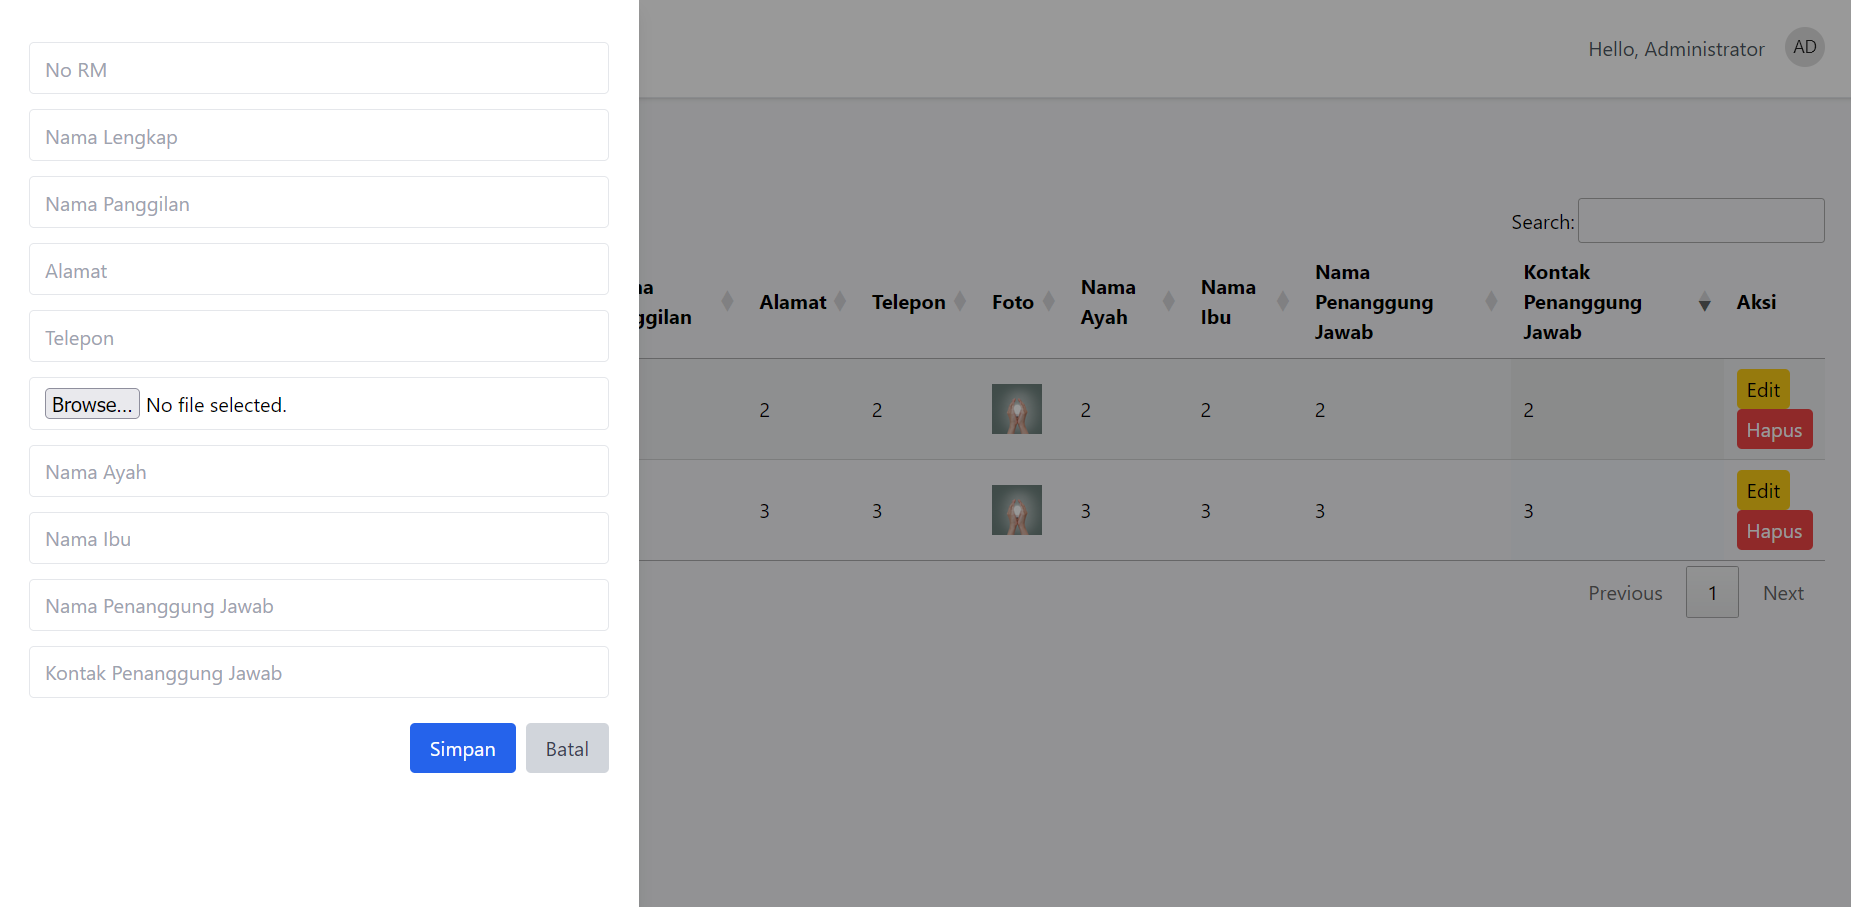 No RM
Nama Lengkap
Nama Panggilan
Alamat
Telepon
Browse... No file selected.
Nama Ayah
Nama Ibu
Nama Penanggung Jawab
Kontak Penanggung Jawab
Simpan Batal
Hello, Administrator AD
Search:
Alamat Telepon Foto Nama Ayah Nama Ibu Nama Penanggung Jawab Kontak Penanggung Jawab Aksi
2 2 2 2 2 2 Edit
Hapus
3 3 3 3 3 3 Edit
Hapus
Previous 1 Next